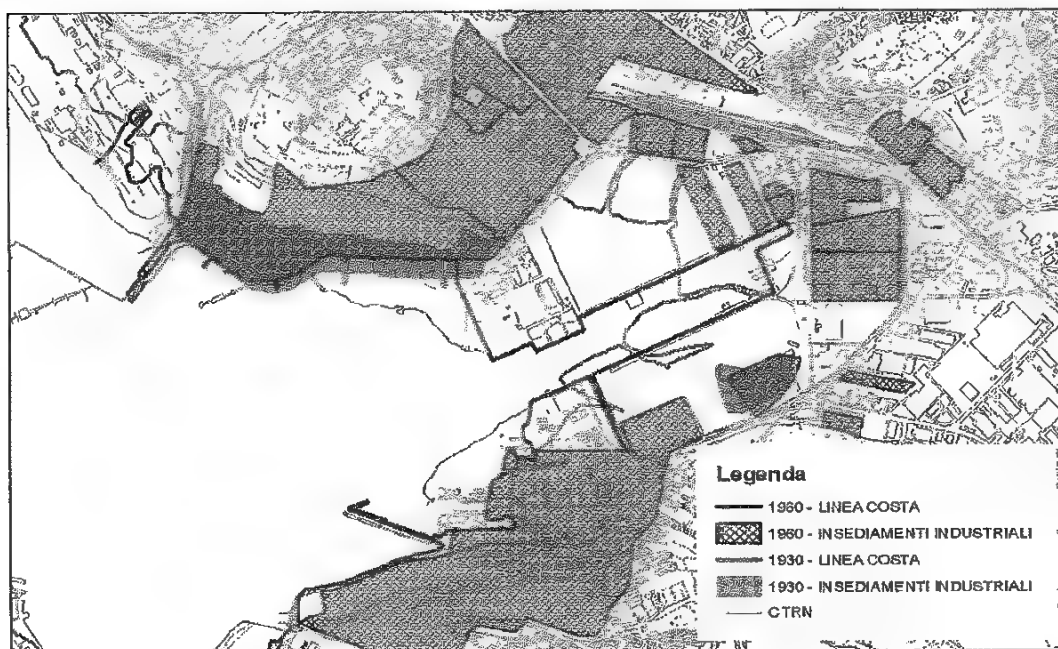 Legenda
1960 - LINEA COSTA
1960 - INSEDIAMENTI INDUSTRIALI
1930 - LINEA COSTA
1930 - INSEDIAMENTI INDUSTRIALI
CTRN